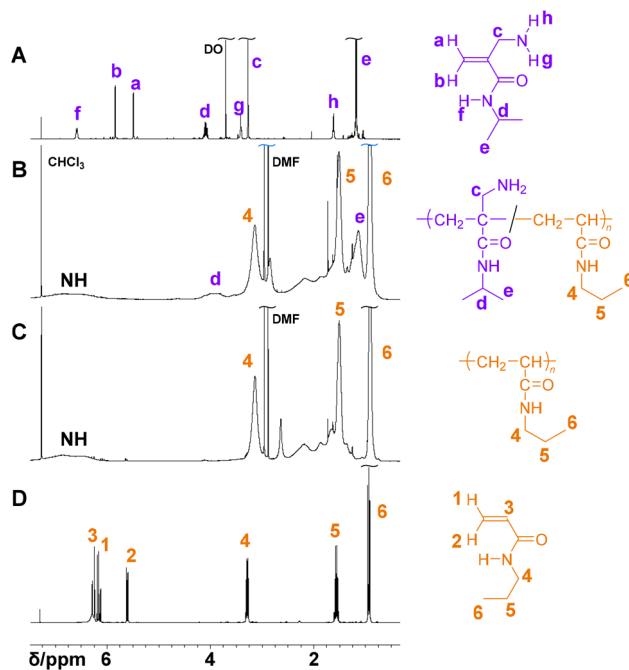 A
DO
f
b
a
d
g
c
h
e
a H
b H
c
N
H h
H g
O
H N
f
d
e
B
CHCl3
NH
d
4
DMF
5
e
6
c NH2
CH2 C
CH2 CH n
C=O
NH
d e
C=O
NH
4
5
6
C
NH
4
DMF
5
6
CH2 CH n
C=O
NH
4
5
6
D
3
1
2
4
5
6
1 H
3
2 H
O
H-N
4
6 5
δ/ppm 6 4 2